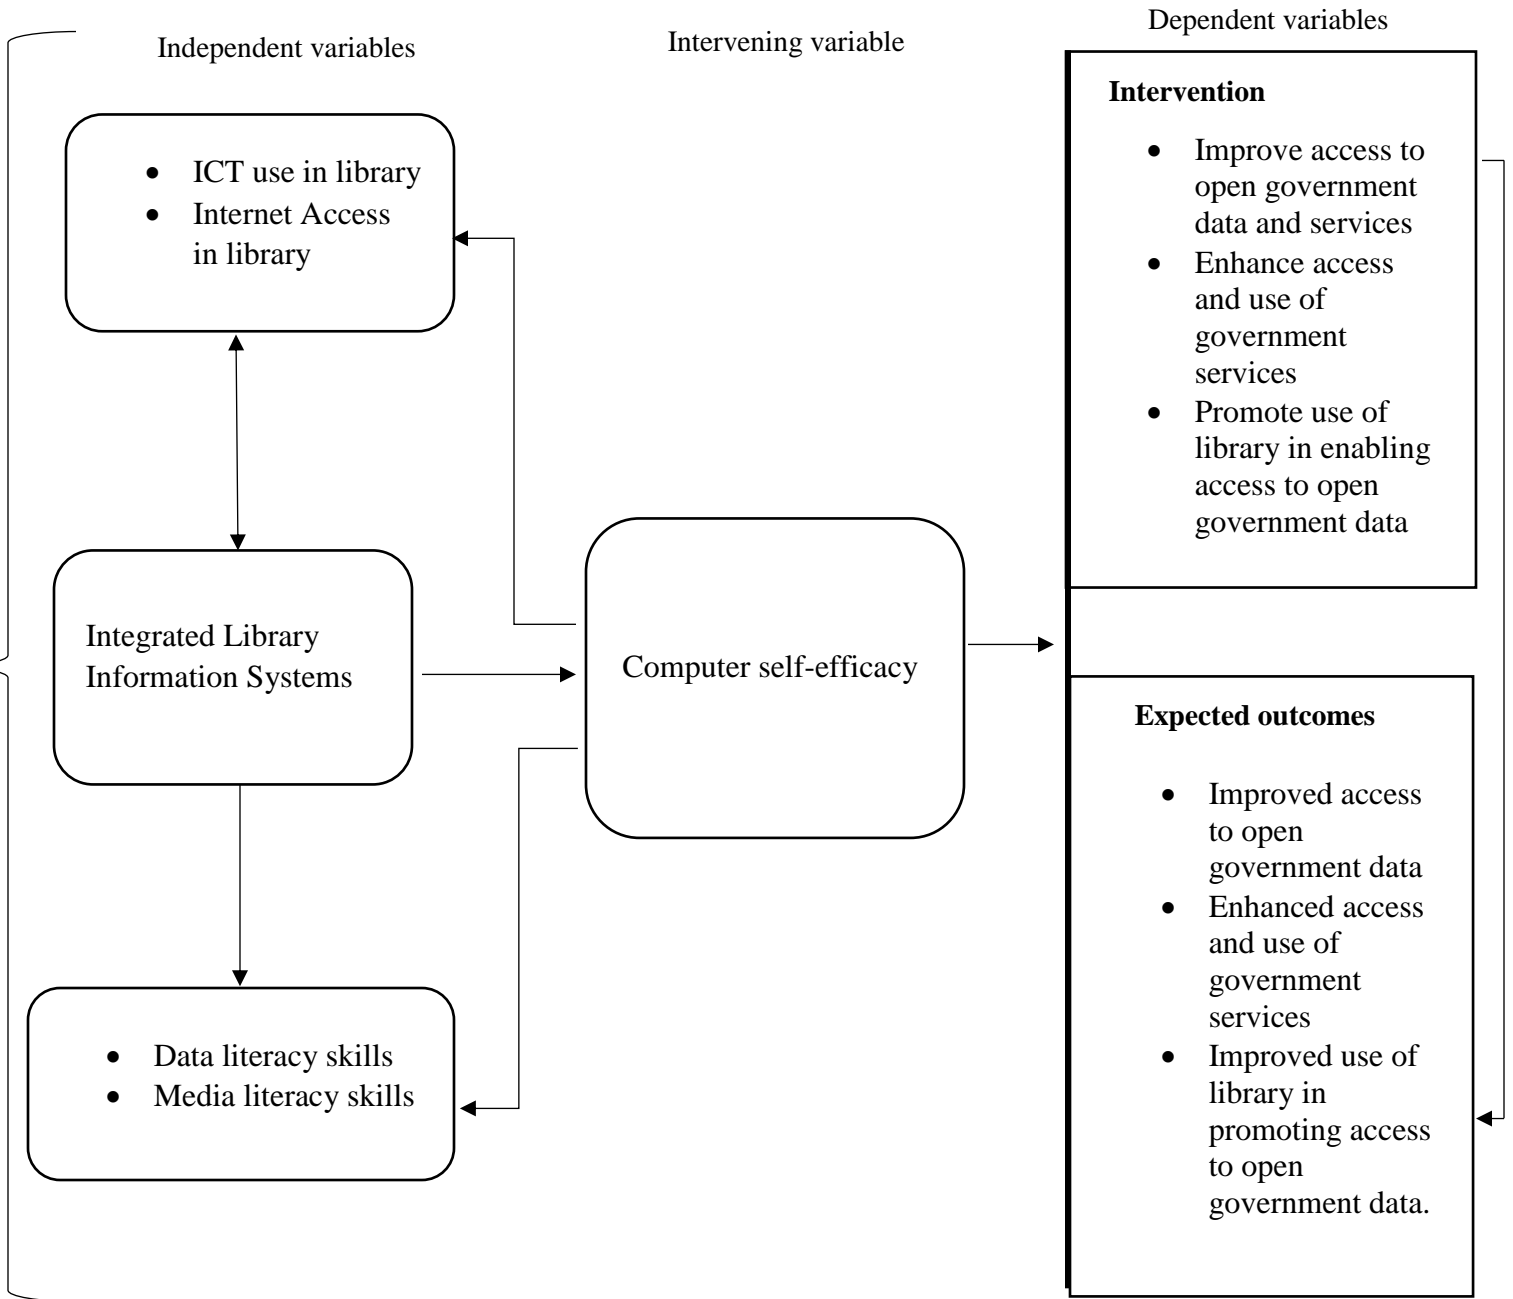 Independent variables
Intervening variable
Dependent variables
• ICT use in library
• Internet Access
in library
Integrated Library
Information Systems
• Data literacy skills
• Media literacy skills
Computer self-efficacy
Intervention
• Improve access to
open government
data and services
• Enhance access
and use of
government
services
• Promote use of
library in enabling
access to open
government data
Expected outcomes
• Improved access
to open
government data
• Enhanced access
and use of
government
services
• Improved use of
library in
promoting access
to open
government data.